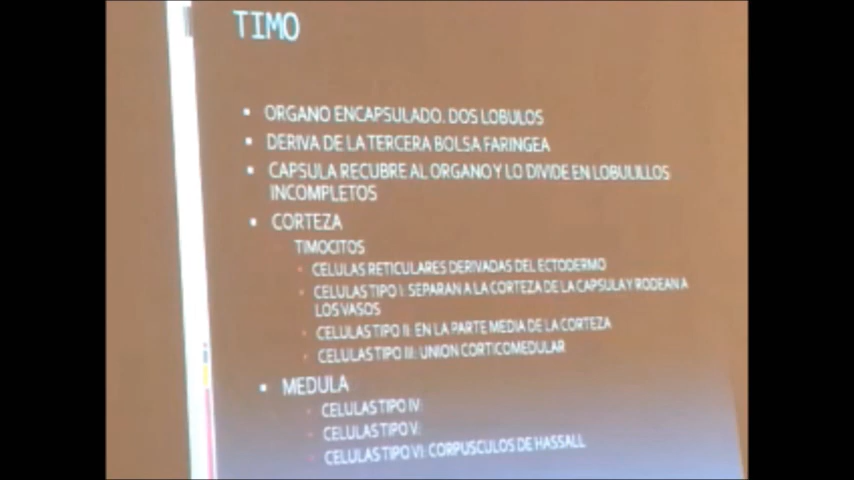 TIMO
ORGANO ENCAPSULADO. DOS LOBULOS
DERIVA DE LA TERCERA BOLSA FARINGEA
CAPSULA RECUBRE AL ORGANO Y LO DIVIDE EN LOBULILLOS
INCOMPLETOS
CORTEZA
TIMOCITOS
CELULAS RETICULARES DERIVADAS DEL ECTODERMO
CELULAS TIPO I: SEPARAN A LA CORTEZA DE LA CAPSULA Y RODEAN A
LOS VASOS
CELULAS TIPO II: EN LA PARTE MEDIA DE LA CORTEZA
CELULAS TIPO III: UNION CORTICOMEDULAR
MEDULA
CELULAS TIPO IV:
CELULAS TIPO V:
CELULAS TIPO VI: CORPUSCULOS DE HASSALL